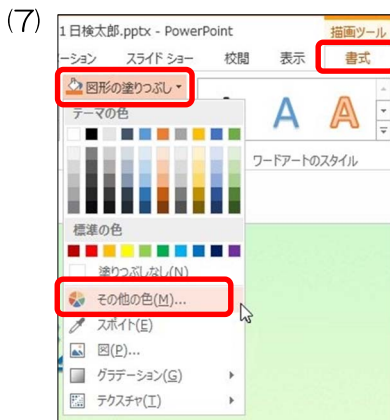 (7)
1日検太郎.pptx - PowerPoint 描画ツール
ーション スライド ショー 校閲 表示 書式
図形の塗りつぶし
テーマの色
A A
ワードアートのスタイル
標準の色
塗りつぶしなし(N)
その他の色(M)...
スポイト(E)
図(P)...
グラデーション(G)
テクスチャ(T)